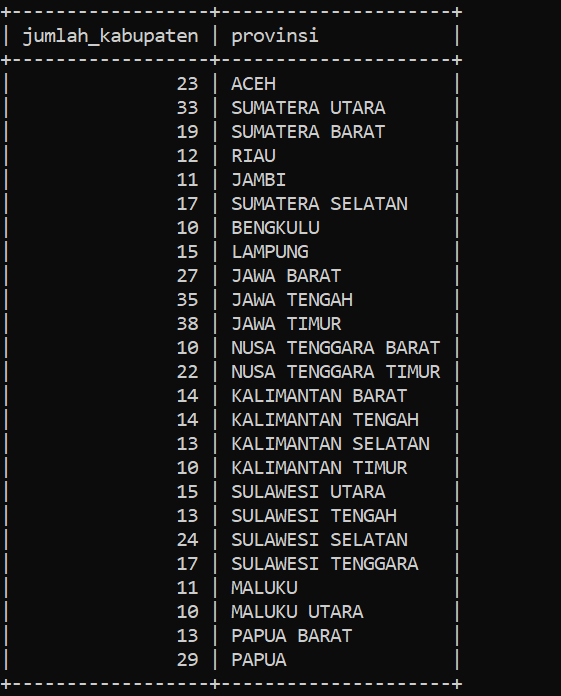 +------------------+---------------------+
| jumlah_kabupaten | provinsi            |
+------------------+---------------------+
|               23 | ACEH                |
|               33 | SUMATERA UTARA      |
|               19 | SUMATERA BARAT      |
|               12 | RIAU                |
|               11 | JAMBI               |
|               17 | SUMATERA SELATAN    |
|               10 | BENGKULU            |
|               15 | LAMPUNG             |
|               27 | JAWA BARAT          |
|               35 | JAWA TENGAH         |
|               38 | JAWA TIMUR          |
|               10 | NUSA TENGGARA BARAT |
|               22 | NUSA TENGGARA TIMUR |
|               14 | KALIMANTAN BARAT    |
|               14 | KALIMANTAN TENGAH   |
|               13 | KALIMANTAN SELATAN  |
|               10 | KALIMANTAN TIMUR    |
|               15 | SULAWESI UTARA      |
|               13 | SULAWESI TENGAH     |
|               24 | SULAWESI SELATAN    |
|               17 | SULAWESI TENGGARA   |
|               11 | MALUKU              |
|               10 | MALUKU UTARA        |
|               13 | PAPUA BARAT         |
|               29 | PAPUA               |
+------------------+---------------------+